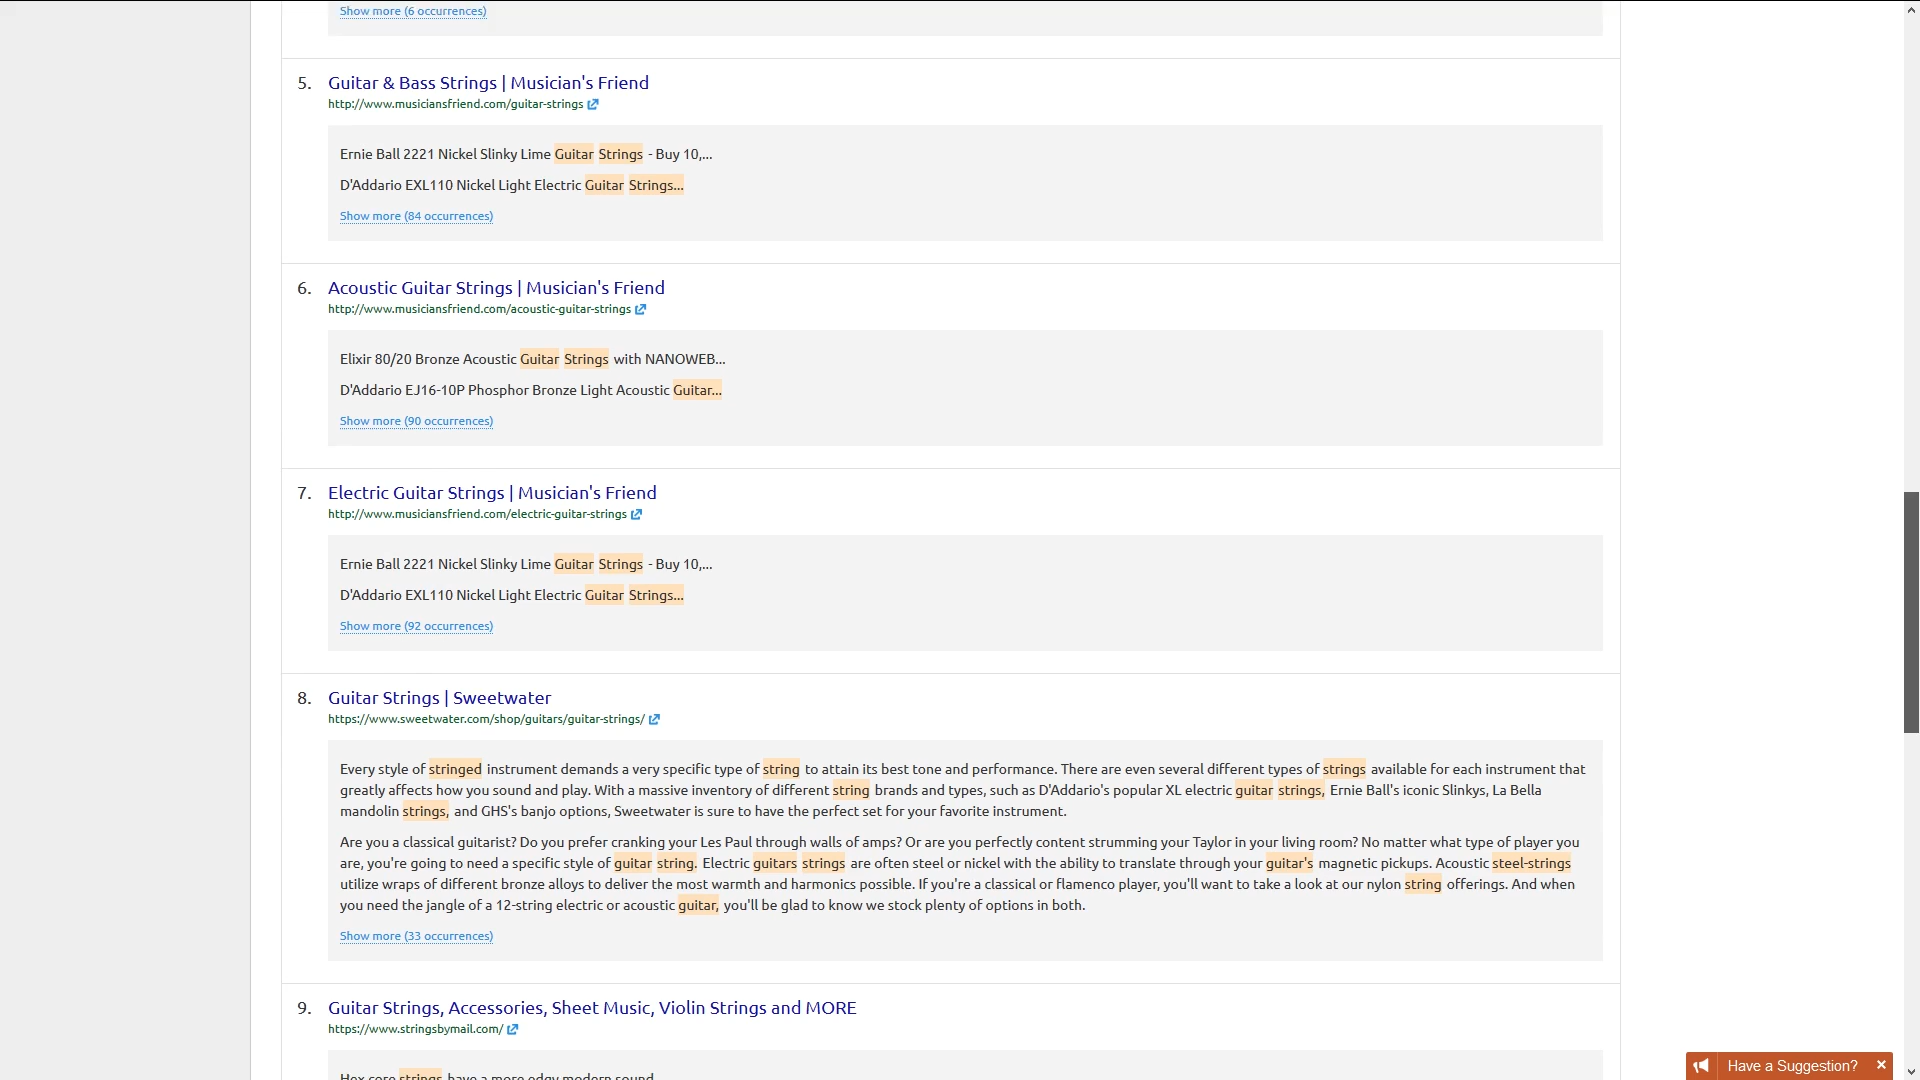 Show more (6 occurrences)
5. Guitar & Bass Strings | Musician's Friend
http://www.musiciansfriend.com/guitar-strings
Ernie Ball 2221 Nickel Slinky Lime Guitar Strings - Buy 10,...
D'Addario EXL110 Nickel Light Electric Guitar Strings...
Show more (84 occurrences)
6. Acoustic Guitar Strings | Musician's Friend
http://www.musiciansfriend.com/acoustic-guitar-strings
Elixir 80/20 Bronze Acoustic Guitar Strings with NANOWEB...
D'Addario EJ16-10P Phosphor Bronze Light Acoustic Guitar...
Show more (90 occurrences)
7. Electric Guitar Strings | Musician's Friend
http://www.musiciansfriend.com/electric-guitar-strings
Ernie Ball 2221 Nickel Slinky Lime Guitar Strings - Buy 10,...
D'Addario EXL110 Nickel Light Electric Guitar Strings...
Show more (92 occurrences)
8. Guitar Strings | Sweetwater
https://www.sweetwater.com/shop/guitars/guitar-strings/
Every style of stringed instrument demands a very specific type of string to attain its best tone and performance. There are even several different types of strings available for each instrument that
greatly affects how you sound and play. With a massive inventory of different string brands and types, such as D'Addario's popular XL electric guitar strings, Ernie Ball's iconic Slinkys, La Bella
mandolin strings, and GHS's banjo options, Sweetwater is sure to have the perfect set for your favorite instrument.
Are you a classical guitarist? Do you prefer cranking your Les Paul through walls of amps? Or are you perfectly content strumming your Taylor in your living room? No matter what type of player you
are, you're going to need a specific style of guitar string. Electric guitars strings are often steel or nickel with the ability to translate through your guitar's magnetic pickups. Acoustic steel-strings
utilize wraps of different bronze alloys to deliver the most warmth and harmonics possible. If you're a classical or flamenco player, you'll want to take a look at our nylon string offerings. And when
you need the jangle of a 12-string electric or acoustic guitar, you'll be glad to know we stock plenty of options in both.
Show more (33 occurrences)
9. Guitar Strings, Accessories, Sheet Music, Violin Strings and MORE
https://www.stringsbymail.com/
Hex core strings have a more edgy modern sound
Have a Suggestion?